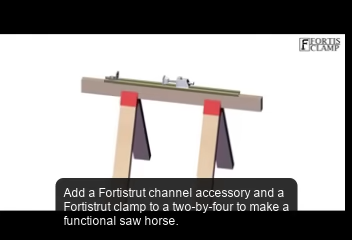 FORTIS
CLAMP
Add a Fortistrut channel accessory and a
Fortistrut clamp to a two-by-four to make a
functional saw horse.